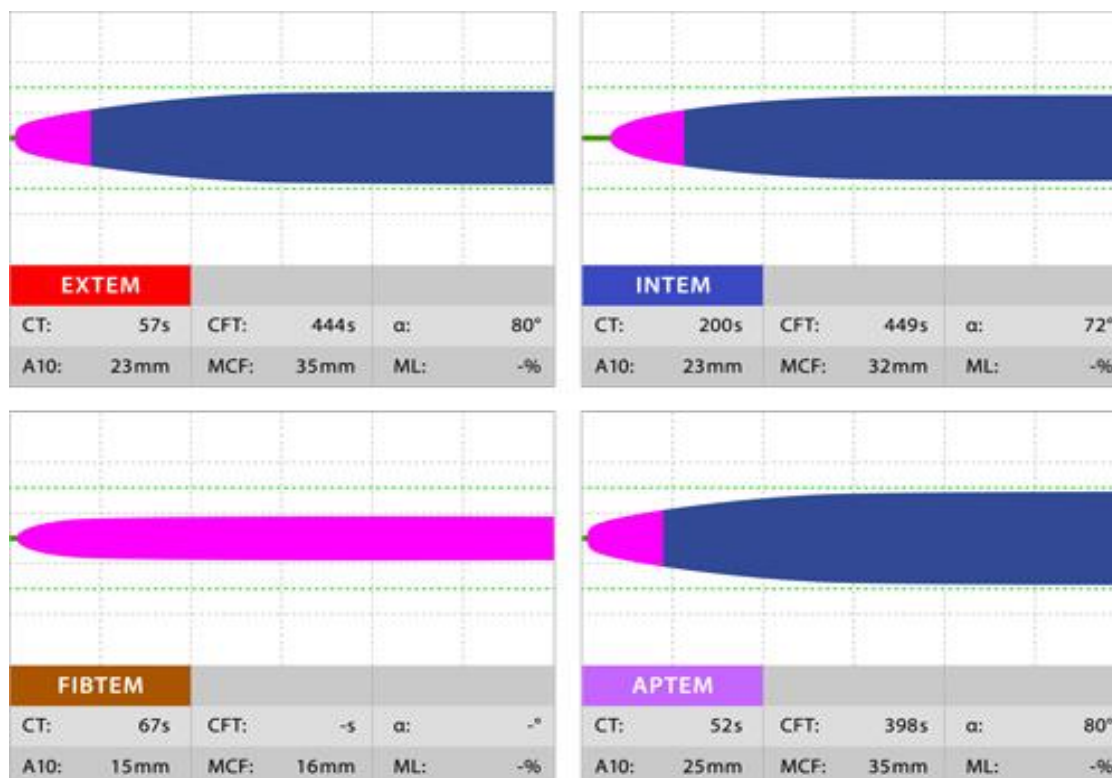 EXTEM
CT: 57s CFT: 444s α: 80°
A10: 23mm MCF: 35mm ML: -%
INTEM
CT: 200s CFT: 449s α: 72°
A10: 23mm MCF: 32mm ML: -%
FIBTEM
CT: 67s CFT: -s α: -°
A10: 15mm MCF: 16mm ML: -%
APTEM
CT: 52s CFT: 398s α: 80°
A10: 25mm MCF: 35mm ML: -%